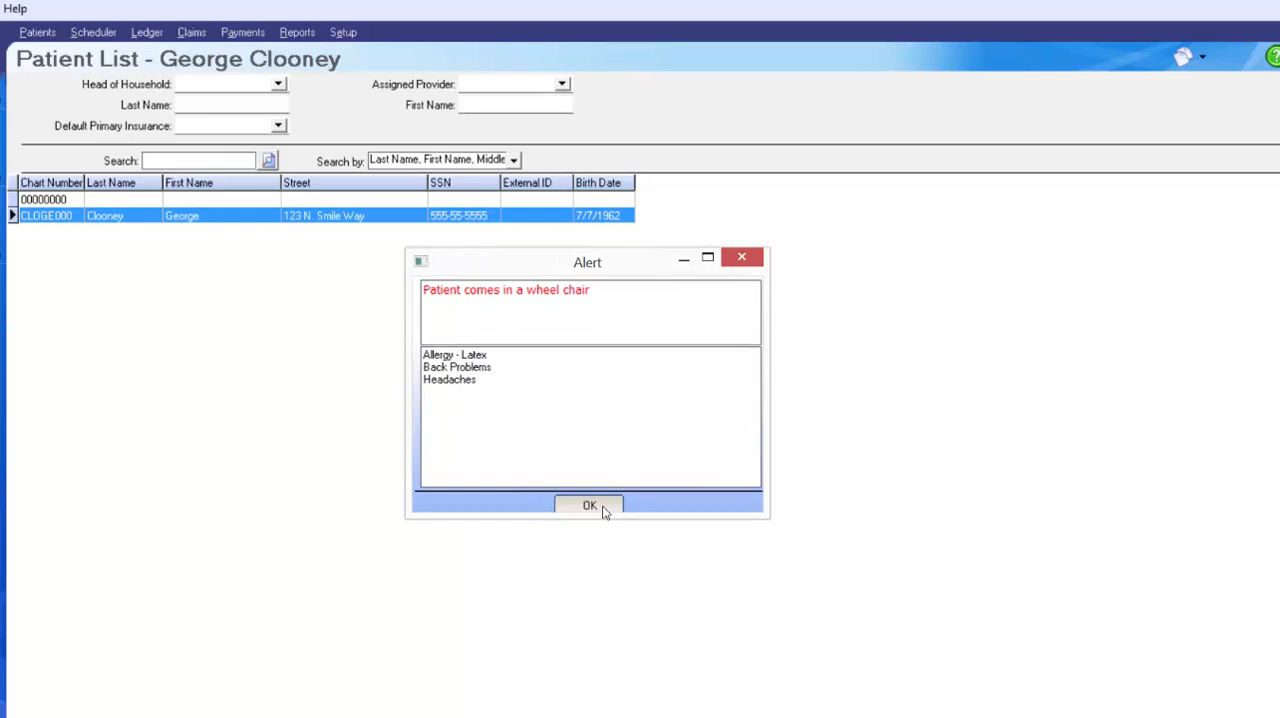 Help
Patients Scheduler Ledger Claims Payments Reports Setup
Patient List - George Clooney
Head of Household: Assigned Provider:
Last Name: First Name:
Default Primary Insurance:
Search: Search by: Last Name, First Name, Middle
Chart Number Last Name First Name Street SSN External ID Birth Date
00000000
CLOGE000 Clooney George 123 N. Smile Way 555-55-5555 7/7/1962
Alert
Patient comes in a wheel chair
Allergy - Latex
Back Problems
Headaches
OK